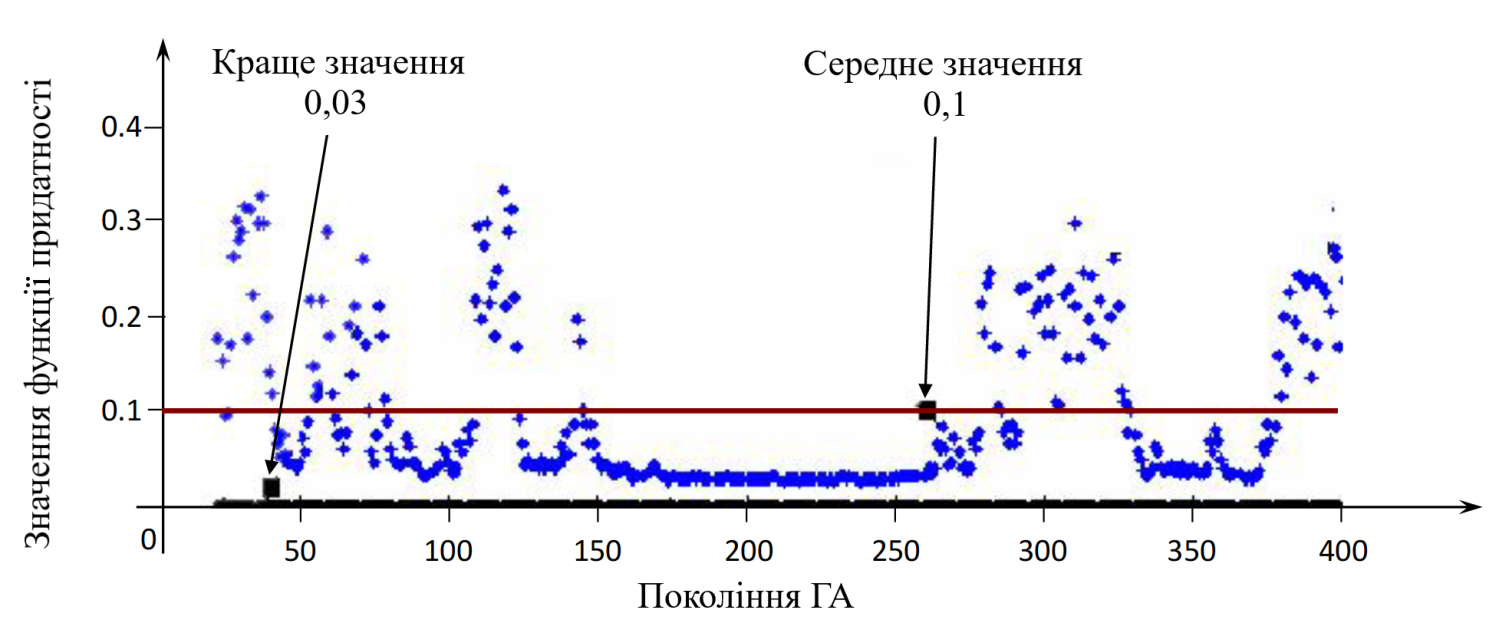 Краще значення
0,03
Середнє значення
0,1
Значення функції придатності
0.4
0.3
0.2
0.1
0
50 100 150 200 250 300 350 400
Покоління ГА